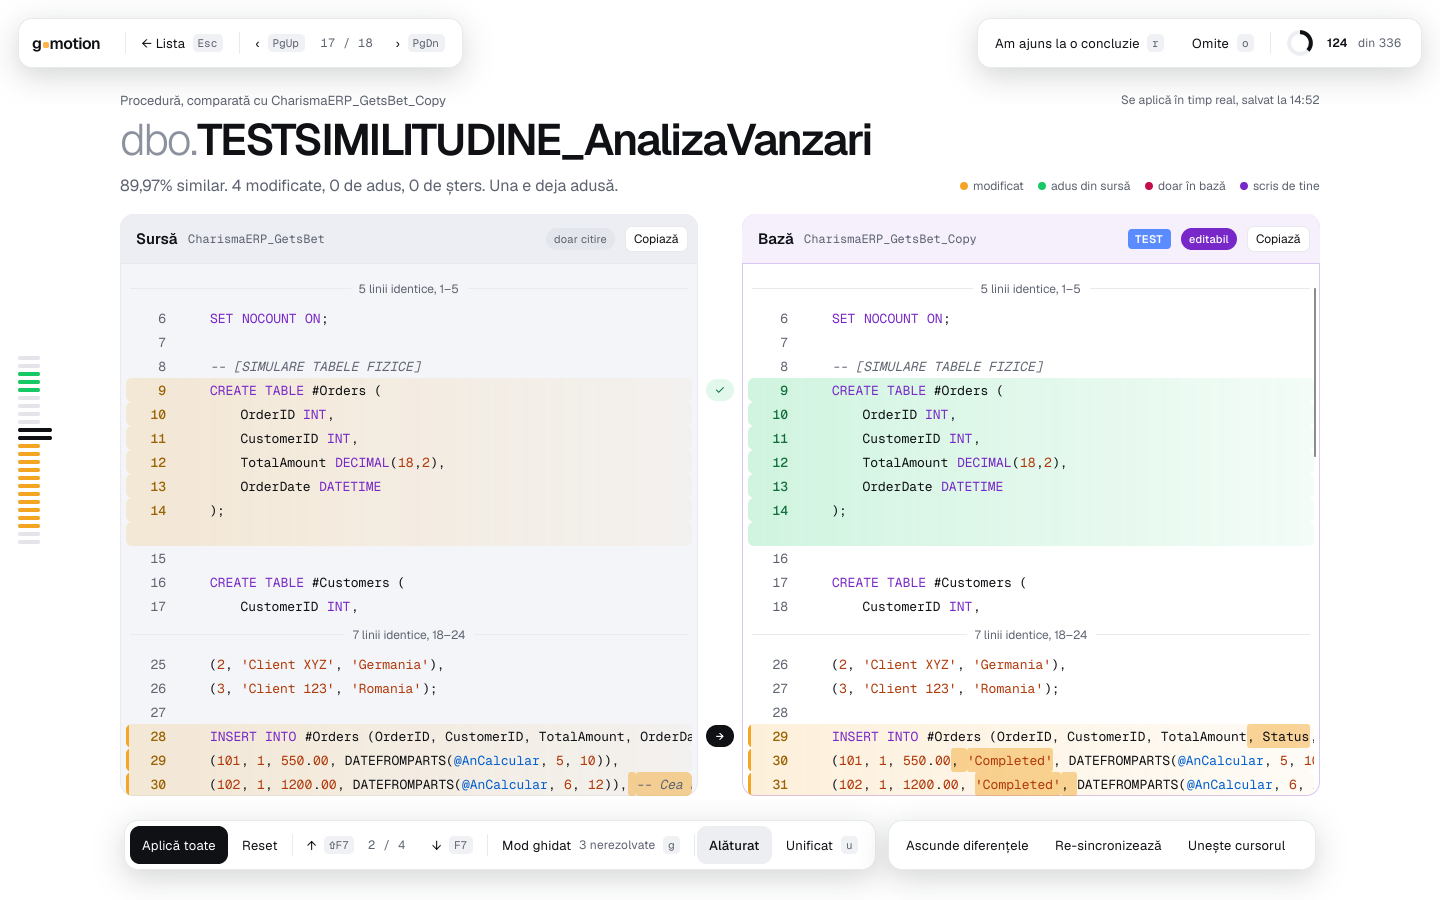 g motion
← Lista Esc
‹ PgUp 17 / 18 › PgDn
Am ajuns la o concluzie r
Omite o
124 din 336
Procedură, comparată cu CharismaERP_GetsBet_Copy
Se aplică în timp real, salvat la 14:52
dbo.TESTSIMILITUDINE_AnalizaVanzari
89,97% similar. 4 modificate, 0 de adus, 0 de șters. Una e deja adusă.
modificat adus din sursă doar în bază scris de tine
Sursă CharismaERP_GetsBet doar citire Copiază
5 linii identice, 1–5
6 SET NOCOUNT ON;
7
8 -- [SIMULARE TABELE FIZICE]
9 CREATE TABLE #Orders (
10 OrderID INT,
11 CustomerID INT,
12 TotalAmount DECIMAL(18,2),
13 OrderDate DATETIME
14 );
15
16 CREATE TABLE #Customers (
17 CustomerID INT,
7 linii identice, 18–24
25 (2, 'Client XYZ', 'Germania'),
26 (3, 'Client 123', 'Romania');
27
28 INSERT INTO #Orders (OrderID, CustomerID, TotalAmount, OrderDa
29 (101, 1, 550.00, DATEFROMPARTS(@AnCalcular, 5, 10)),
30 (102, 1, 1200.00, DATEFROMPARTS(@AnCalcular, 6, 12)), -- Cea
Bază CharismaERP_GetsBet_Copy TEST editabil Copiază
5 linii identice, 1–5
6 SET NOCOUNT ON;
7
8 -- [SIMULARE TABELE FIZICE]
9 CREATE TABLE #Orders (
10 OrderID INT,
11 CustomerID INT,
12 TotalAmount DECIMAL(18,2),
13 OrderDate DATETIME
14 );
16
17 CREATE TABLE #Customers (
18 CustomerID INT,
7 linii identice, 18–24
26 (2, 'Client XYZ', 'Germania'),
27 (3, 'Client 123', 'Romania');
28
29 INSERT INTO #Orders (OrderID, CustomerID, TotalAmount, Status,
30 (101, 1, 550.00, 'Completed', DATEFROMPARTS(@AnCalcular, 5, 10
31 (102, 1, 1200.00, 'Completed', DATEFROMPARTS(@AnCalcular, 6,
Aplică toate Reset ↑ ⇧F7 2 / 4 ↓ F7 Mod ghidat 3 nerezolvate g Alăturat Unificat u
Ascunde diferențele Re-sincronizează Unește cursorul